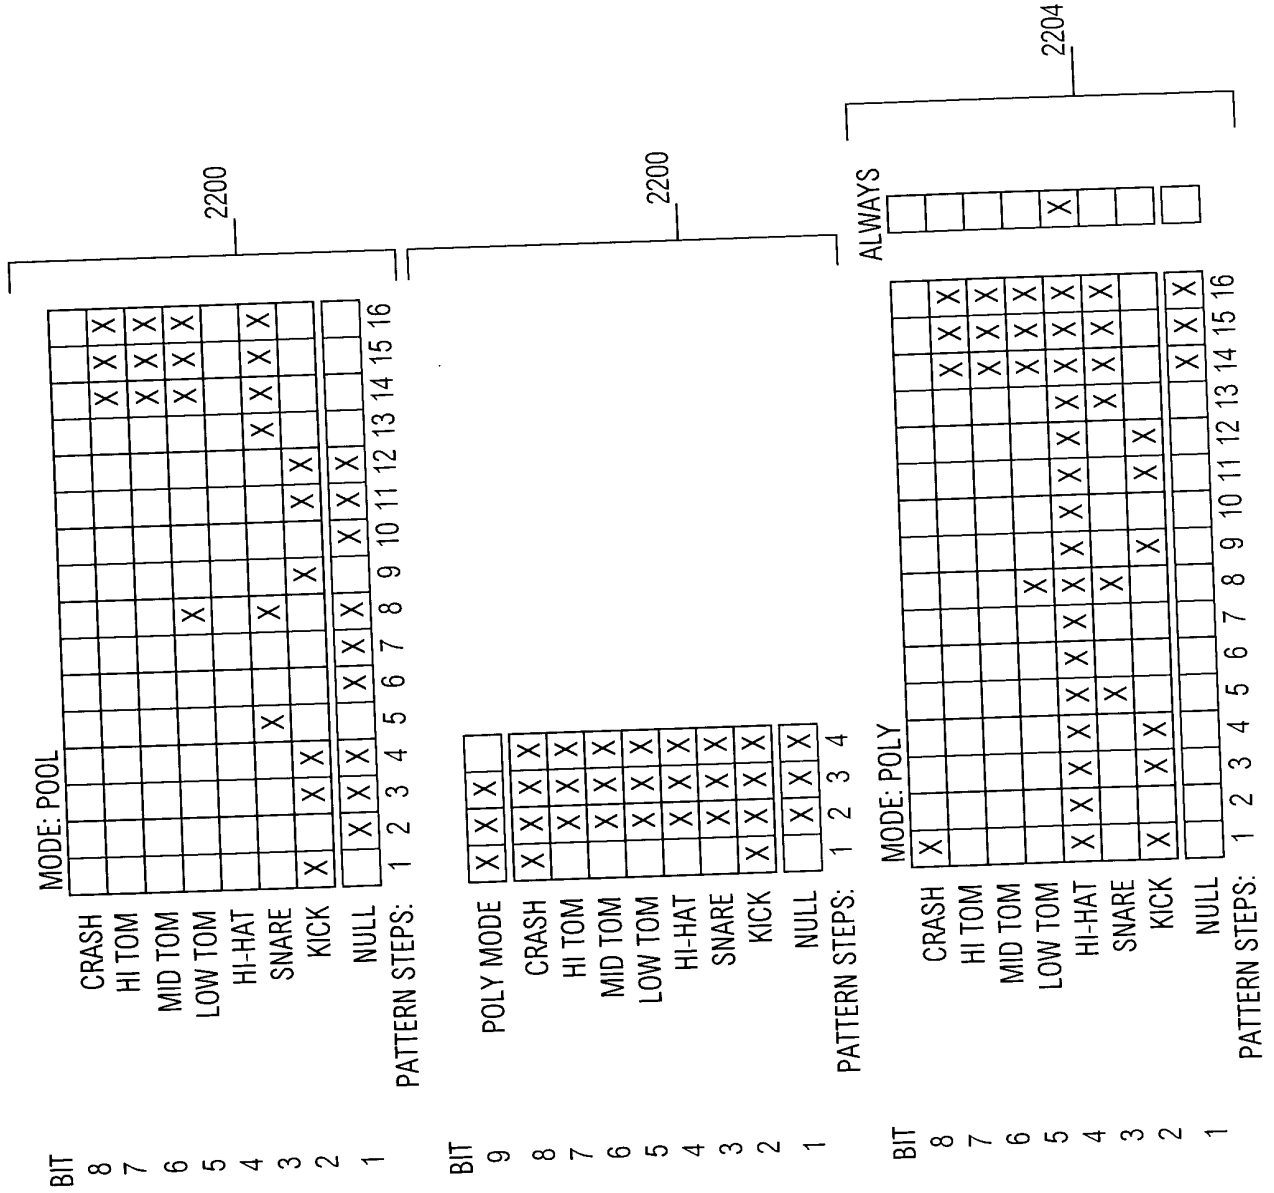 BIT MODE: POOL
8 CRASH
7 HI TOM X X X
6 MID TOM X X X
5 LOW TOM X X X X
4 HI-HAT
3 SNARE X X X X X X
2 KICK X X X X X X
1 NULL X X X X X X X X X
PATTERN STEPS: 1 2 3 4 5 6 7 8 9 10 11 12 13 14 15 16
2200
BIT
9 POLY MODE X X X
8 CRASH X X X X
7 HI TOM X X X
6 MID TOM X X X
5 LOW TOM X X X
4 HI-HAT X X X
3 SNARE X X X
2 KICK X X X X
1 NULL X X X
PATTERN STEPS: 1 2 3 4
2200
BIT MODE: POLY ALWAYS
8 CRASH X
7 HI TOM X X X
6 MID TOM X X X
5 LOW TOM X X X X
4 HI-HAT X X X X X X X X X X X X X X X X X
3 SNARE X X X X X X
2 KICK X X X X X X
1 NULL X X X
PATTERN STEPS: 1 2 3 4 5 6 7 8 9 10 11 12 13 14 15 16
2204